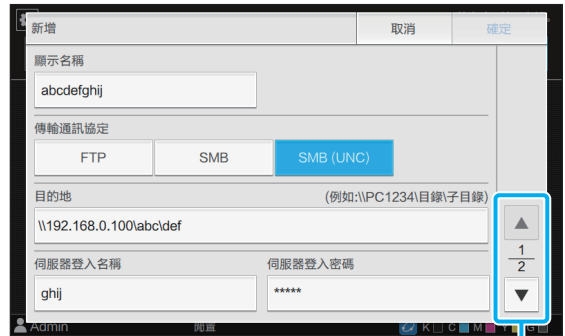 新增 取消 確定
顯示名稱
abcdefghij
傳輸通訊協定
FTP SMB SMB (UNC)
目的地 (例如:\\PC1234\目錄\子目錄)
\\192.168.0.100\abc\def
1
2
伺服器登入名稱 伺服器登入密碼
ghij *****
Admin 閒置 K C M Y G